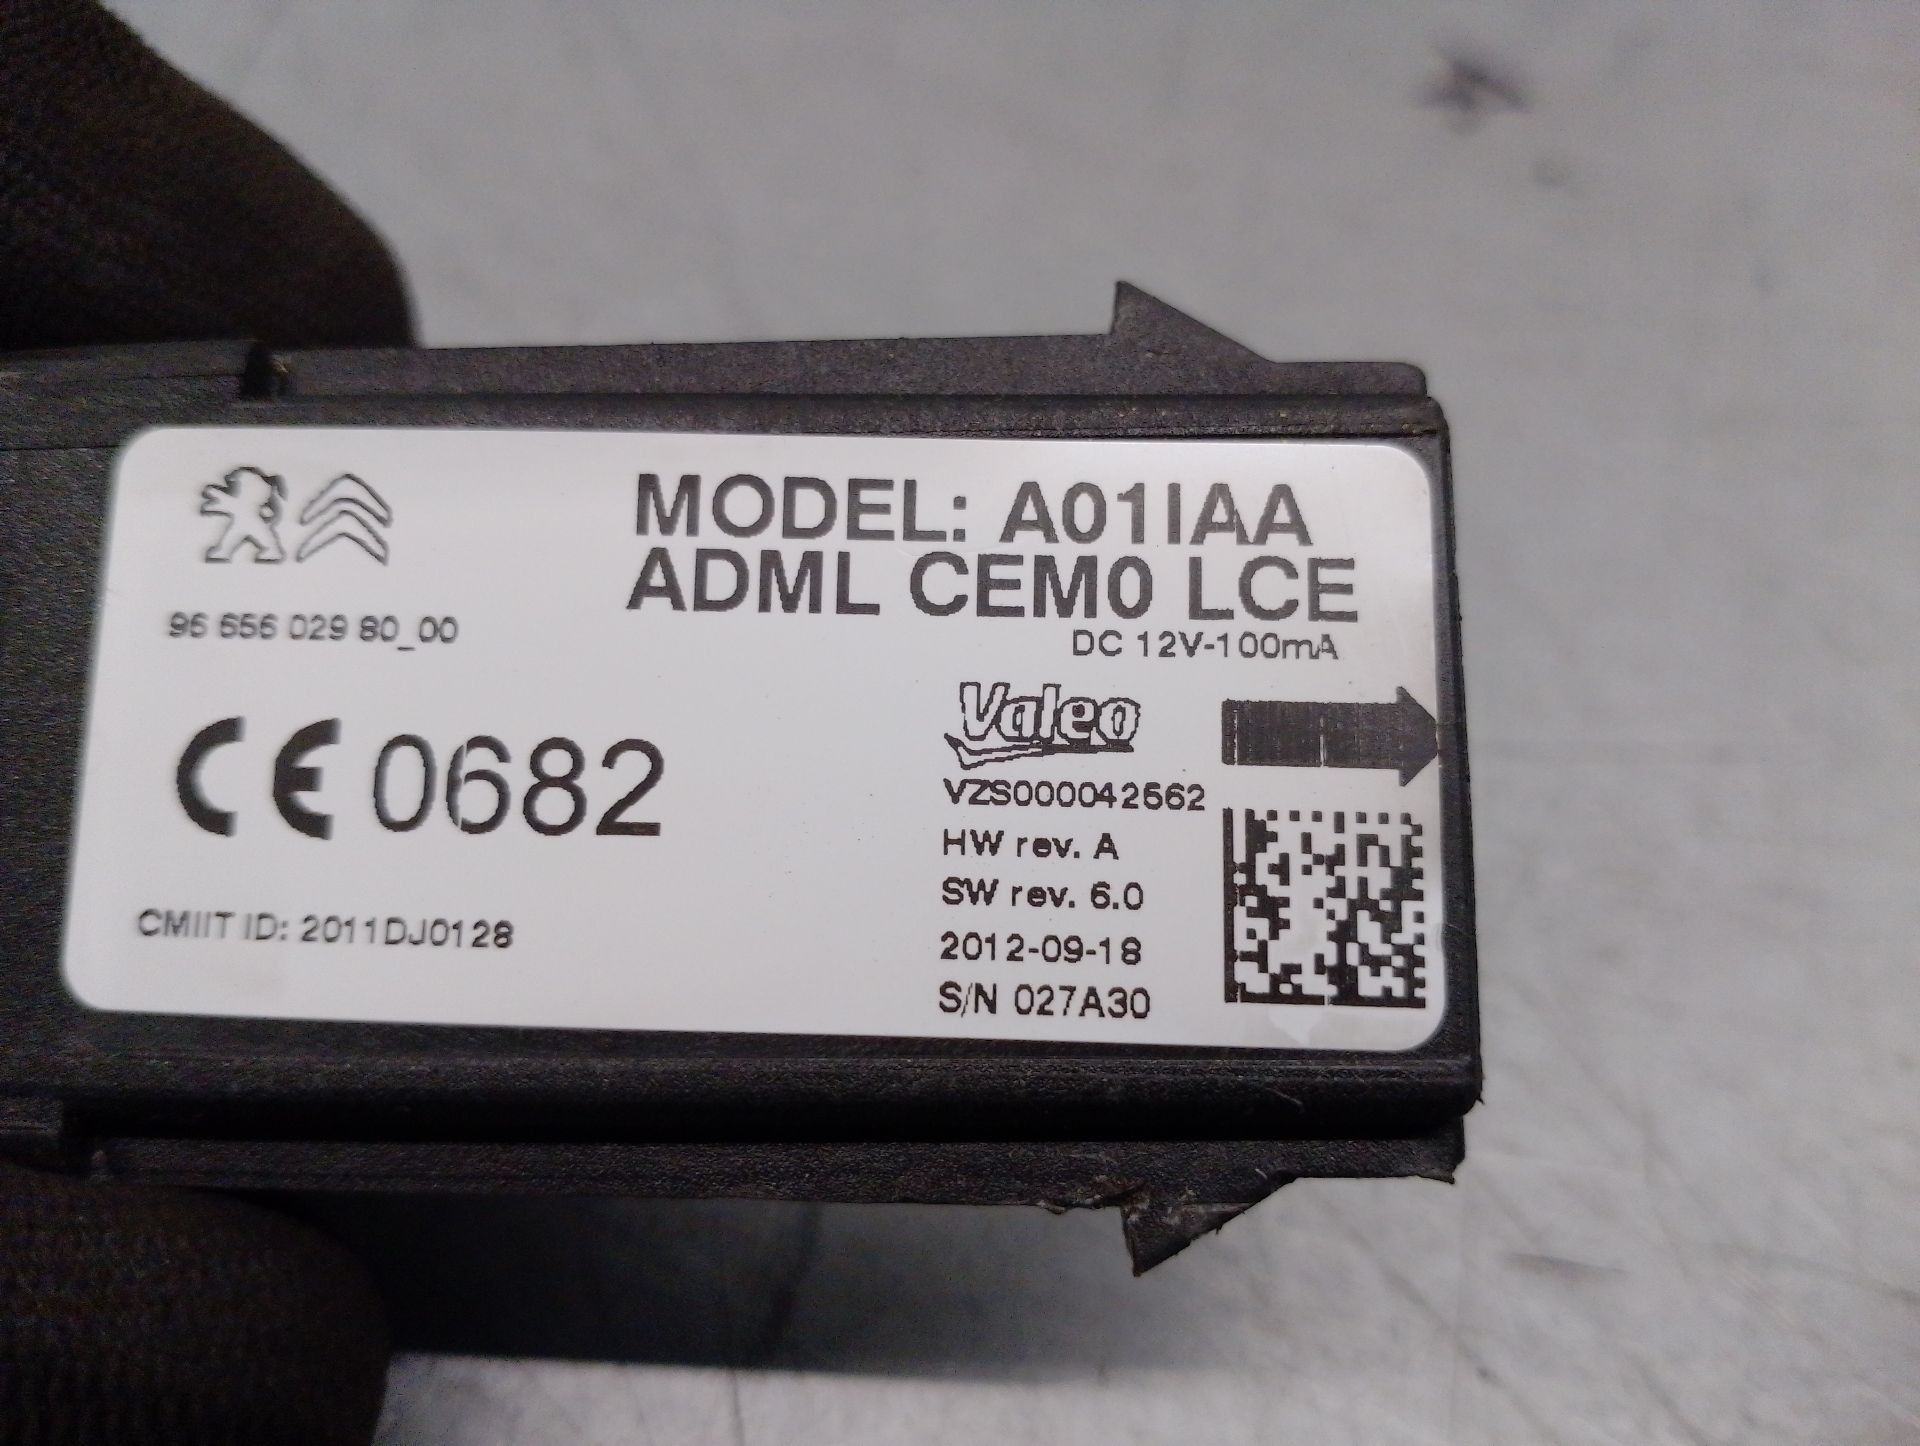 MODEL: A01IAA
ADML CEM0 LCE
96 656 029 80_00
DC 12V-100mA
Valeo
CE 0682
VZS000042562
HW rev. A
SW rev. 6.0
CMIIT ID: 2011DJ0128
2012-09-18
S/N 027A30